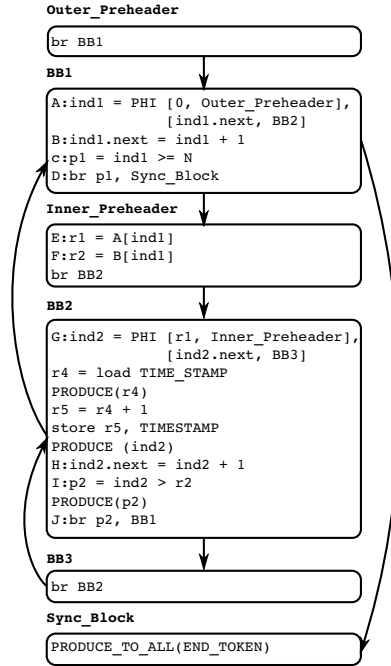 Outer_Preheader
br BB1
BB1
A:ind1 = PHI [0, Outer_Preheader],
[ind1.next, BB2]
B:ind1.next = ind1 + 1
c:p1 = ind1 >= N
D:br p1, Sync_Block
Inner_Preheader
E:r1 = A[ind1]
F:r2 = B[ind1]
br BB2
BB2
G:ind2 = PHI [r1, Inner_Preheader],
[ind2.next, BB3]
r4 = load TIME_STAMP
PRODUCE(r4)
r5 = r4 + 1
store r5, TIMESTAMP
PRODUCE (ind2)
H:ind2.next = ind2 + 1
I:p2 = ind2 > r2
PRODUCE(p2)
J:br p2, BB1
BB3
br BB2
Sync_Block
PRODUCE_TO_ALL(END_TOKEN)